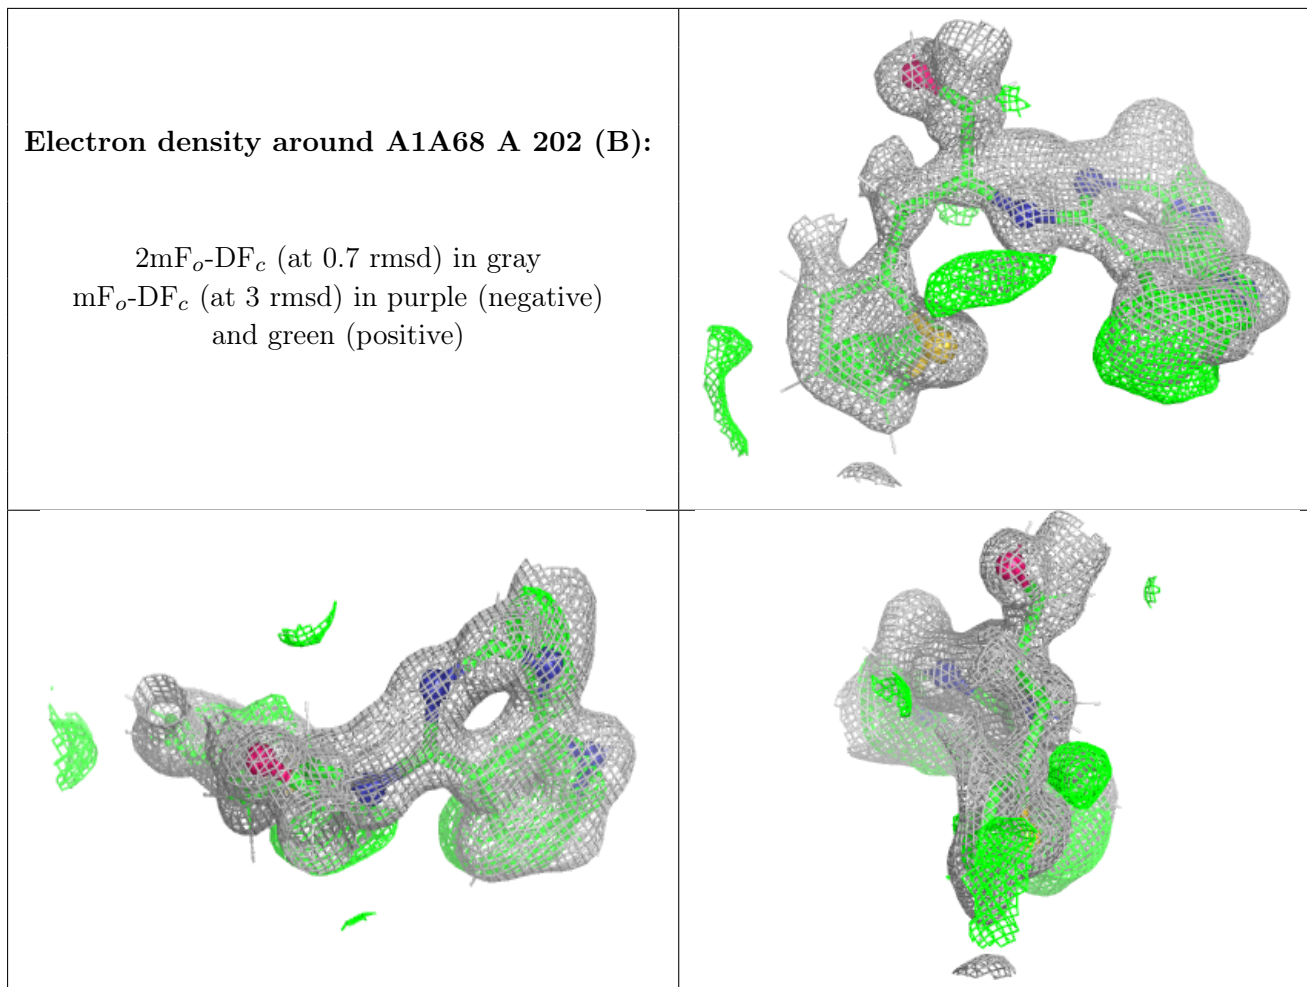 Electron density around A1A68 A 202 (B):
2mFo-DFc (at 0.7 rmsd) in gray
mFo-DFc (at 3 rmsd) in purple (negative)
and green (positive)